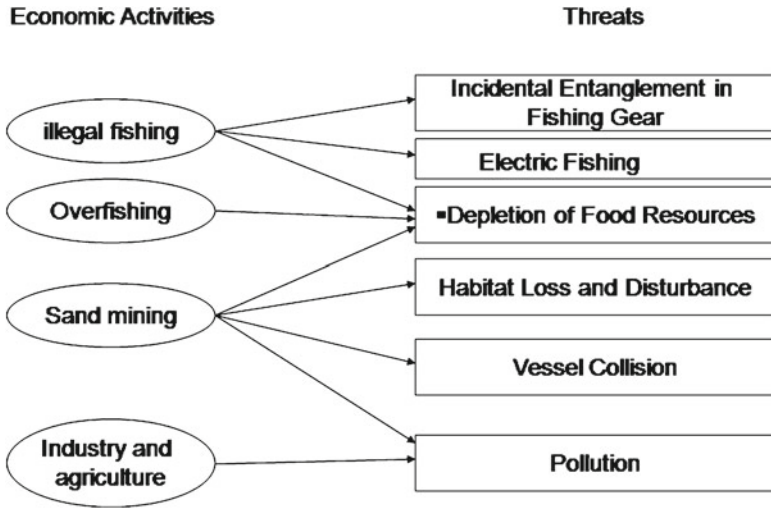 Economic Activities
Threats
illegal fishing
Overfishing
Sand mining
Industry and
agriculture
Incidental Entanglement in
Fishing Gear
Electric Fishing
▪Depletion of Food Resources
Habitat Loss and Disturbance
Vessel Collision
Pollution